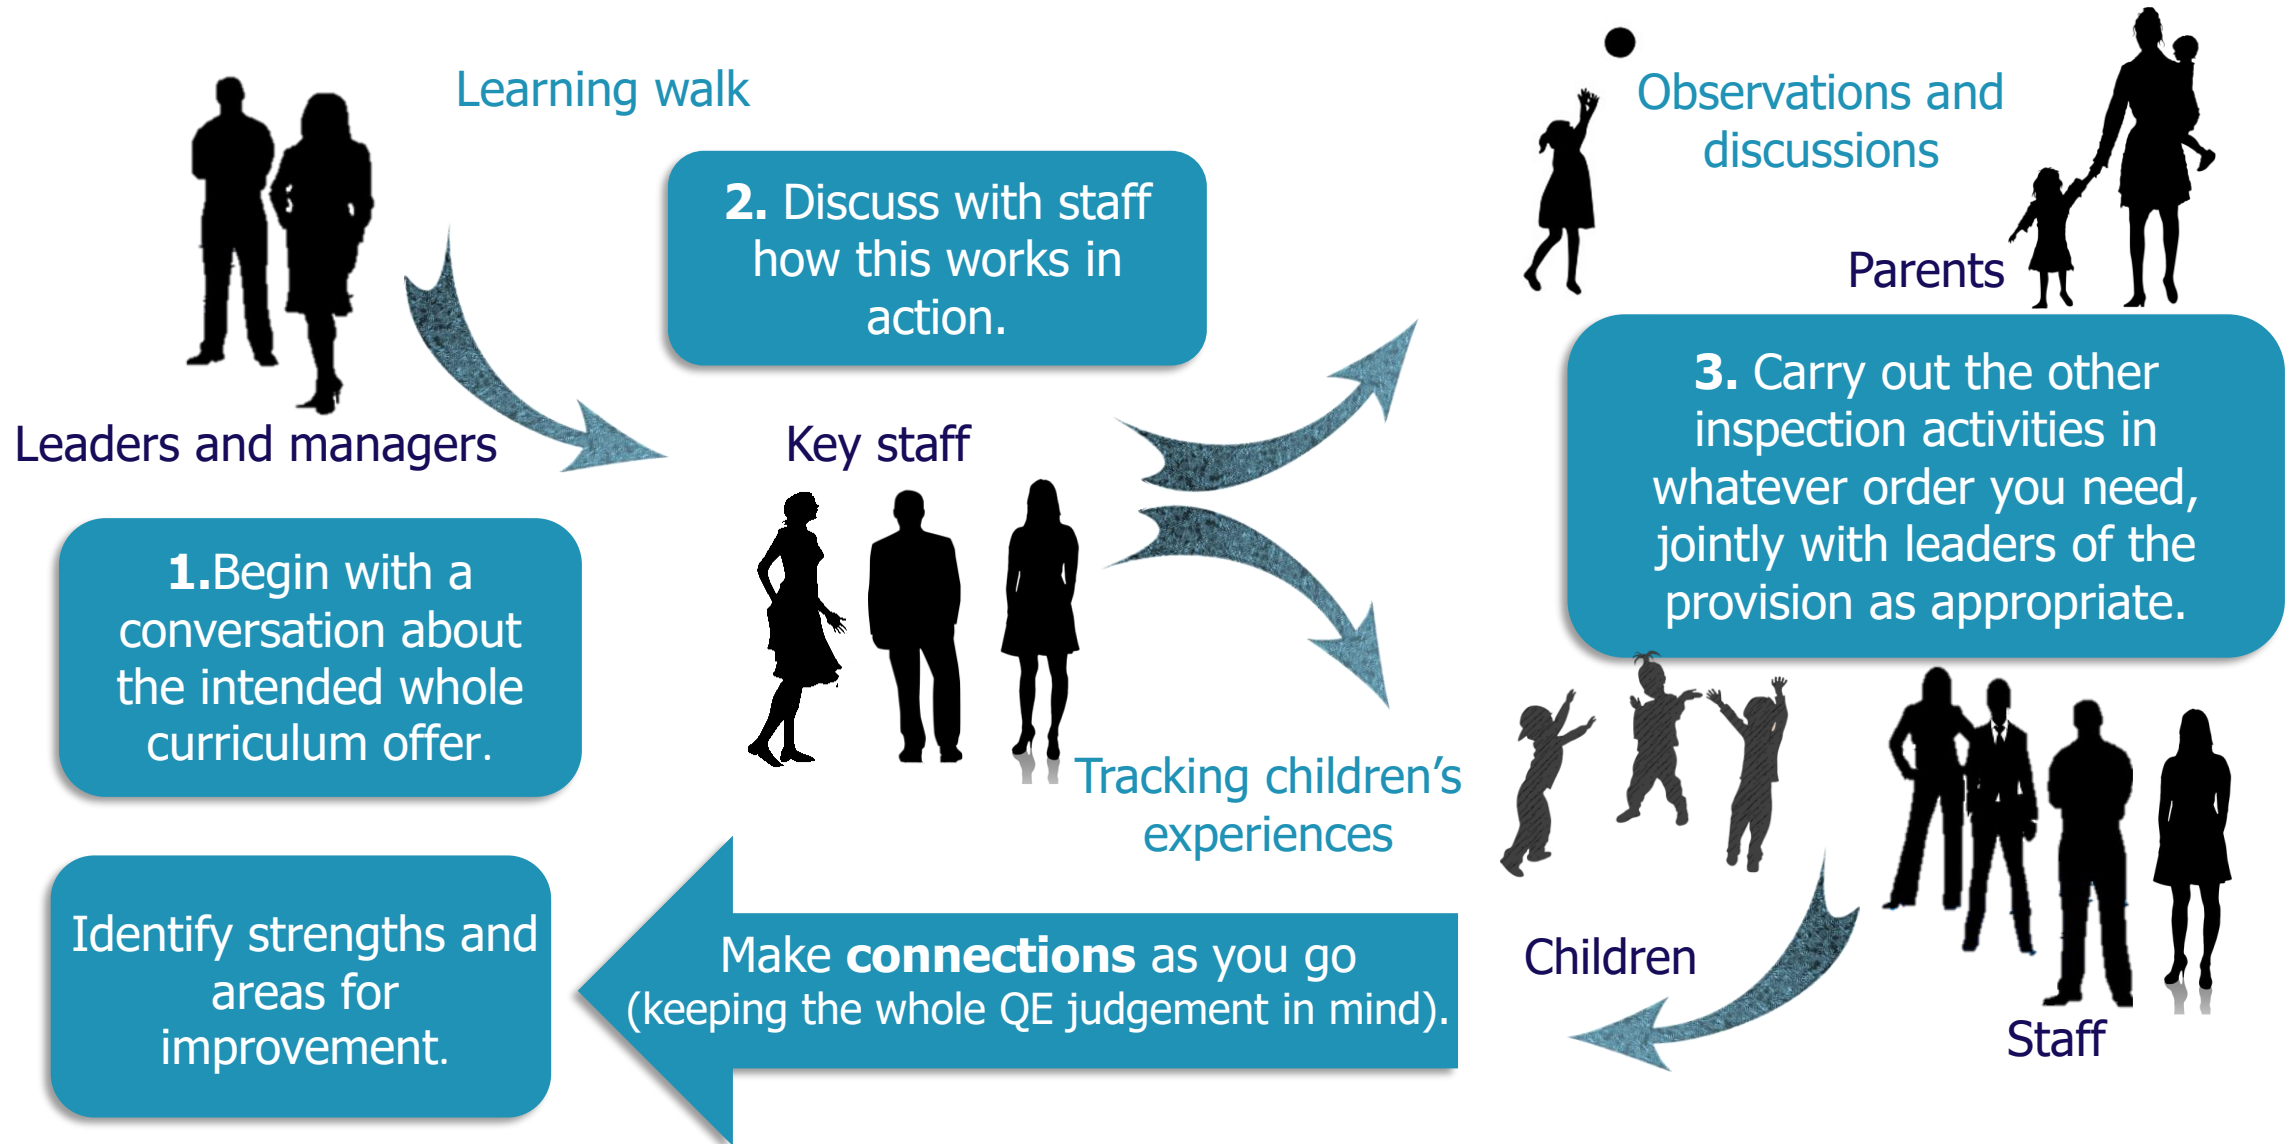 Learning walk
Leaders and managers
1.Begin with a
conversation about
the intended whole
curriculum offer.
2. Discuss with staff
how this works in
action.
Key staff
Observations and
discussions
Parents
3. Carry out the other
inspection activities in
whatever order you need,
jointly with leaders of the
provision as appropriate.
Tracking children’s
experiences
Children
Staff
Make connections as you go
(keeping the whole QE judgement in mind).
Identify strengths and
areas for
improvement.